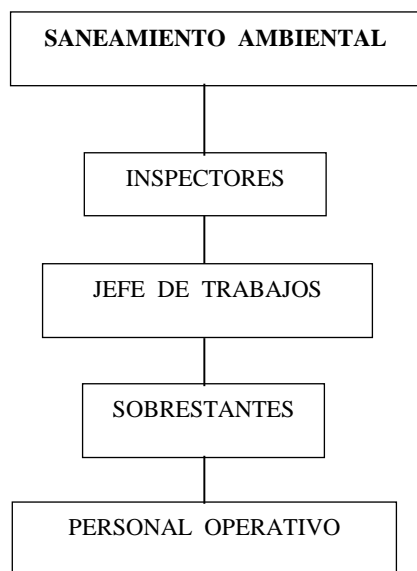 SANEAMIENTO AMBIENTAL
INSPECTORES
JEFE DE TRABAJOS
SOBRESTANTES
PERSONAL OPERATIVO